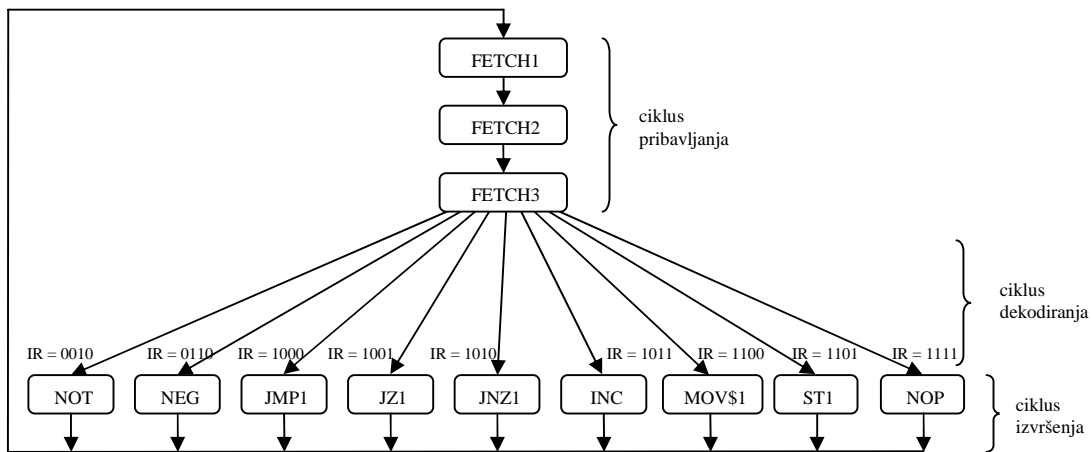 FETCH1
FETCH2
FETCH3
ciklus
pribavljanja
ciklus
dekodiranja
IR = 0010
IR = 0110
IR = 1000
IR = 1001
IR = 1010
IR = 1011
IR = 1100
IR = 1101
IR = 1111
NOT
NEG
JMP1
JZ1
JNZ1
INC
MOV$1
ST1
NOP
ciklus
izvršenja